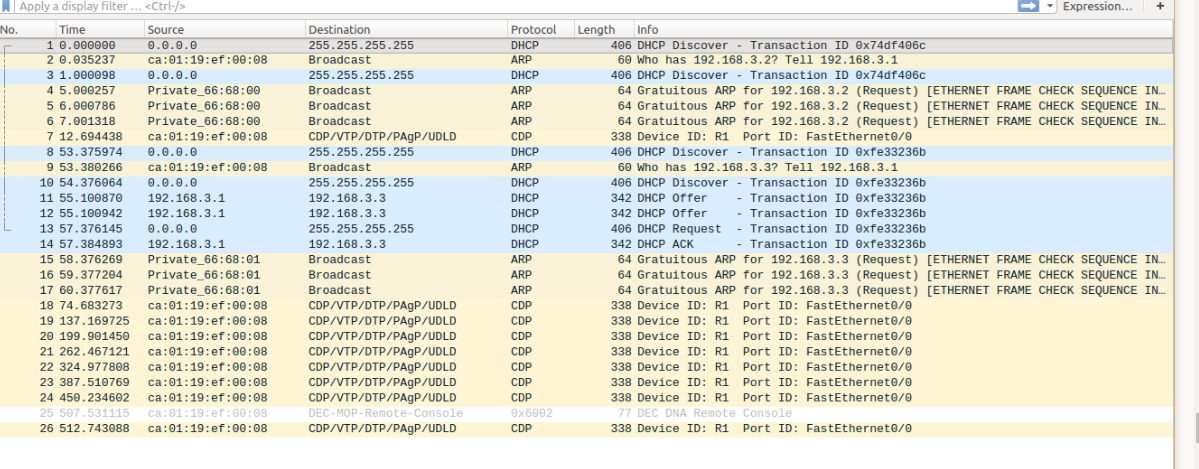 Apply a display filter ... <Ctrl-/> Expression... +
No. Time Source Destination Protocol Length Info
1 0.000000 0.0.0.0 255.255.255.255 DHCP 406 DHCP Discover - Transaction ID 0x74df406c
2 0.035237 ca:01:19:ef:00:08 Broadcast ARP 60 Who has 192.168.3.2? Tell 192.168.3.1
3 1.000098 0.0.0.0 255.255.255.255 DHCP 406 DHCP Discover - Transaction ID 0x74df406c
4 5.000257 Private_66:68:00 Broadcast ARP 64 Gratuitous ARP for 192.168.3.2 (Request) [ETHERNET FRAME CHECK SEQUENCE IN…
5 6.000786 Private_66:68:00 Broadcast ARP 64 Gratuitous ARP for 192.168.3.2 (Request) [ETHERNET FRAME CHECK SEQUENCE IN…
6 7.001318 Private_66:68:00 Broadcast ARP 64 Gratuitous ARP for 192.168.3.2 (Request) [ETHERNET FRAME CHECK SEQUENCE IN…
7 12.694438 ca:01:19:ef:00:08 CDP/VTP/DTP/PAgP/UDLD CDP 338 Device ID: R1 Port ID: FastEthernet0/0
8 53.375974 0.0.0.0 255.255.255.255 DHCP 406 DHCP Discover - Transaction ID 0xfe33236b
9 53.380266 ca:01:19:ef:00:08 Broadcast ARP 60 Who has 192.168.3.3? Tell 192.168.3.1
10 54.376064 0.0.0.0 255.255.255.255 DHCP 406 DHCP Discover - Transaction ID 0xfe33236b
11 55.100870 192.168.3.1 192.168.3.3 DHCP 342 DHCP Offer - Transaction ID 0xfe33236b
12 55.100942 192.168.3.1 192.168.3.3 DHCP 342 DHCP Offer - Transaction ID 0xfe33236b
13 57.376145 0.0.0.0 255.255.255.255 DHCP 406 DHCP Request - Transaction ID 0xfe33236b
14 57.384893 192.168.3.1 192.168.3.3 DHCP 342 DHCP ACK - Transaction ID 0xfe33236b
15 58.376269 Private_66:68:01 Broadcast ARP 64 Gratuitous ARP for 192.168.3.3 (Request) [ETHERNET FRAME CHECK SEQUENCE IN…
16 59.377204 Private_66:68:01 Broadcast ARP 64 Gratuitous ARP for 192.168.3.3 (Request) [ETHERNET FRAME CHECK SEQUENCE IN…
17 60.377617 Private_66:68:01 Broadcast ARP 64 Gratuitous ARP for 192.168.3.3 (Request) [ETHERNET FRAME CHECK SEQUENCE IN…
18 74.683273 ca:01:19:ef:00:08 CDP/VTP/DTP/PAgP/UDLD CDP 338 Device ID: R1 Port ID: FastEthernet0/0
19 137.169725 ca:01:19:ef:00:08 CDP/VTP/DTP/PAgP/UDLD CDP 338 Device ID: R1 Port ID: FastEthernet0/0
20 199.901450 ca:01:19:ef:00:08 CDP/VTP/DTP/PAgP/UDLD CDP 338 Device ID: R1 Port ID: FastEthernet0/0
21 262.467121 ca:01:19:ef:00:08 CDP/VTP/DTP/PAgP/UDLD CDP 338 Device ID: R1 Port ID: FastEthernet0/0
22 324.977808 ca:01:19:ef:00:08 CDP/VTP/DTP/PAgP/UDLD CDP 338 Device ID: R1 Port ID: FastEthernet0/0
23 387.510769 ca:01:19:ef:00:08 CDP/VTP/DTP/PAgP/UDLD CDP 338 Device ID: R1 Port ID: FastEthernet0/0
24 450.234602 ca:01:19:ef:00:08 CDP/VTP/DTP/PAgP/UDLD CDP 338 Device ID: R1 Port ID: FastEthernet0/0
25 507.531115 ca:01:19:ef:00:08 DEC-MOP-Remote-Console 0x6002 77 DEC DNA Remote Console
26 512.743088 ca:01:19:ef:00:08 CDP/VTP/DTP/PAgP/UDLD CDP 338 Device ID: R1 Port ID: FastEthernet0/0